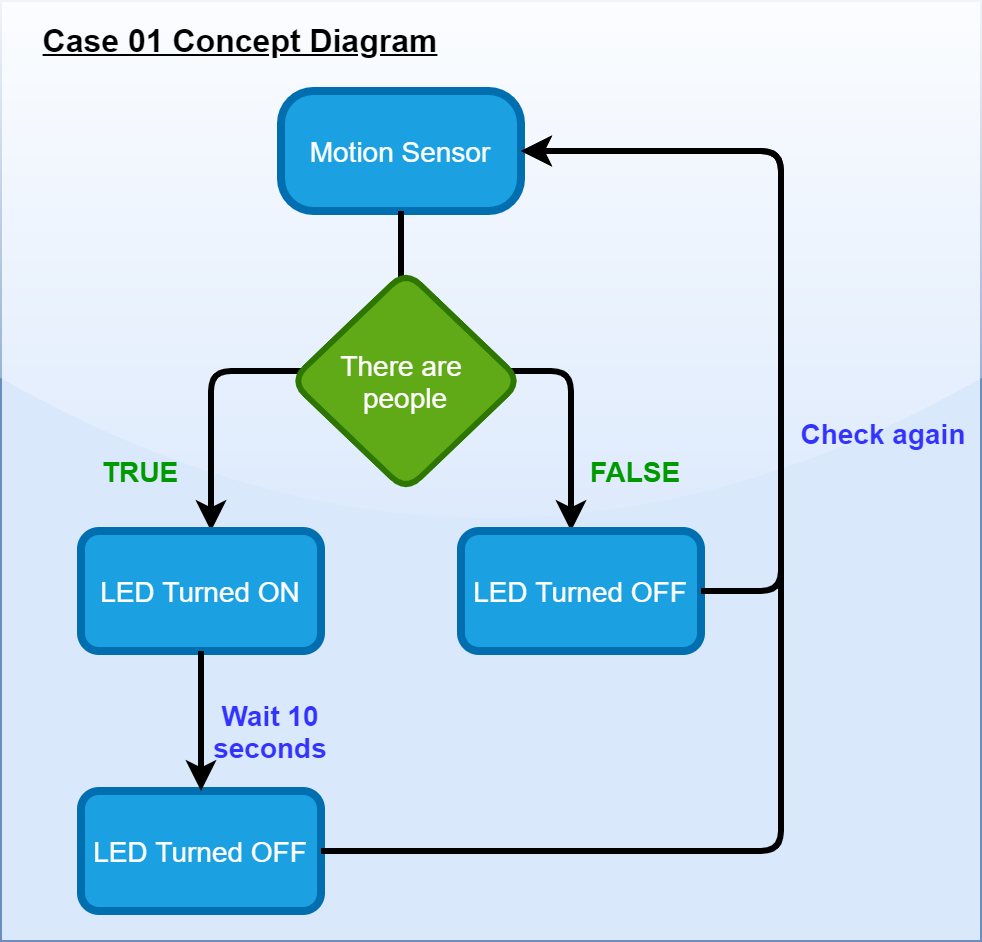 Case 01 Concept Diagram
Motion Sensor
There are
people
TRUE
FALSE
Check again
LED Turned ON
LED Turned OFF
Wait 10
seconds
LED Turned OFF